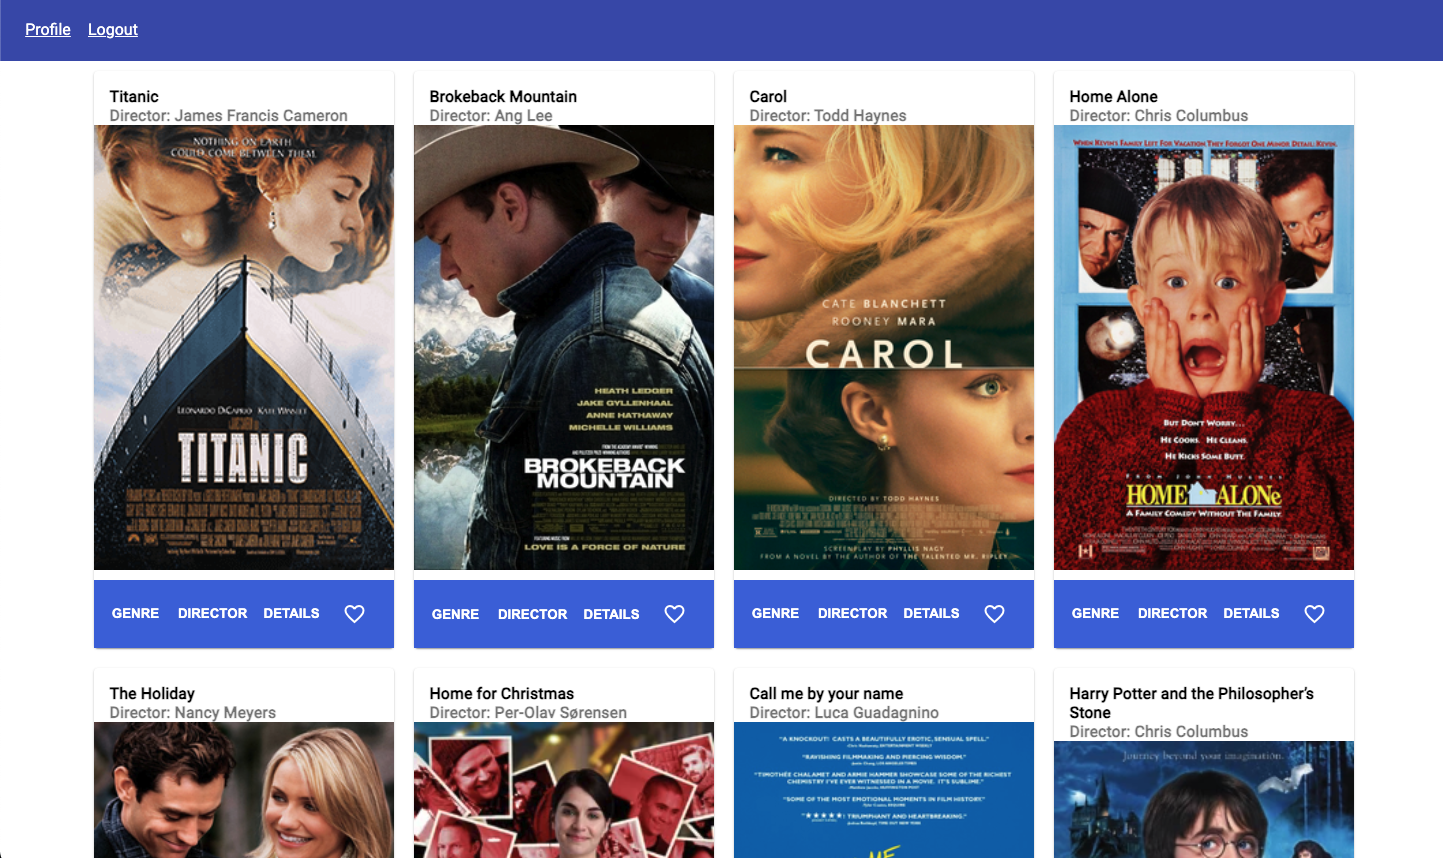 Profile Logout
Titanic
Director: James Francis Cameron
NOTHING ON EARTH
COULD COME BETWEEN THEM.
LEONARDO DICAPRIO KATE WINSLET
TITANIC
GENRE DIRECTOR DETAILS
Brokeback Mountain
Director: Ang Lee
HEATH LEDGER
JAKE GYLLENHAAL
ANNE HATHAWAY
MICHELLE WILLIAMS
BROKEBACK
MOUNTAIN
LOVE IS A FORCE OF NATURE
GENRE DIRECTOR DETAILS
Carol
Director: Todd Haynes
CATE BLANCHETT
ROONEY MARA
CAROL
DIRECTED BY TODD HAYNES
SCREENPLAY BY PHYLLIS NAGY
FROM A NOVEL BY THE AUTHOR OF THE TALENTED MR. RIPLEY
GENRE DIRECTOR DETAILS
Home Alone
Director: Chris Columbus
WHEN KEVIN'S FAMILY LEFT FOR VACATION THEY FORGOT ONE MINOR DETAIL: KEVIN.
BUT DON'T WORRY...
HE COOKS. HE CLEANS.
HE KICKS SOME BUTT.
FROM JOHN HUGHES
HOME ALONe
A FAMILY COMEDY WITHOUT THE FAMILY.
GENRE DIRECTOR DETAILS
The Holiday
Director: Nancy Meyers
Home for Christmas
Director: Per-Olav Sørensen
Call me by your name
Director: Luca Guadagnino
"A KNOCKOUT! CASTS A BEAUTIFULLY EROTIC, SENSUAL SPELL."
"RAVISHING FILMMAKING AND PIERCING WISDOM."
"TIMOTHÉE CHALAMET AND ARMIE HAMMER SHOWCASE SOME OF THE RICHEST
CHEMISTRY I'VE EVER WITNESSED IN A MOVIE. IT'S SUBLIME."
"SOME OF THE MOST EMOTIONAL MOMENTS IN FILM HISTORY."
"★★★★★! TRIUMPHANT AND HEARTBREAKING."
ME
Harry Potter and the Philosopher's
Stone
Director: Chris Columbus
Journey beyond your imagination.